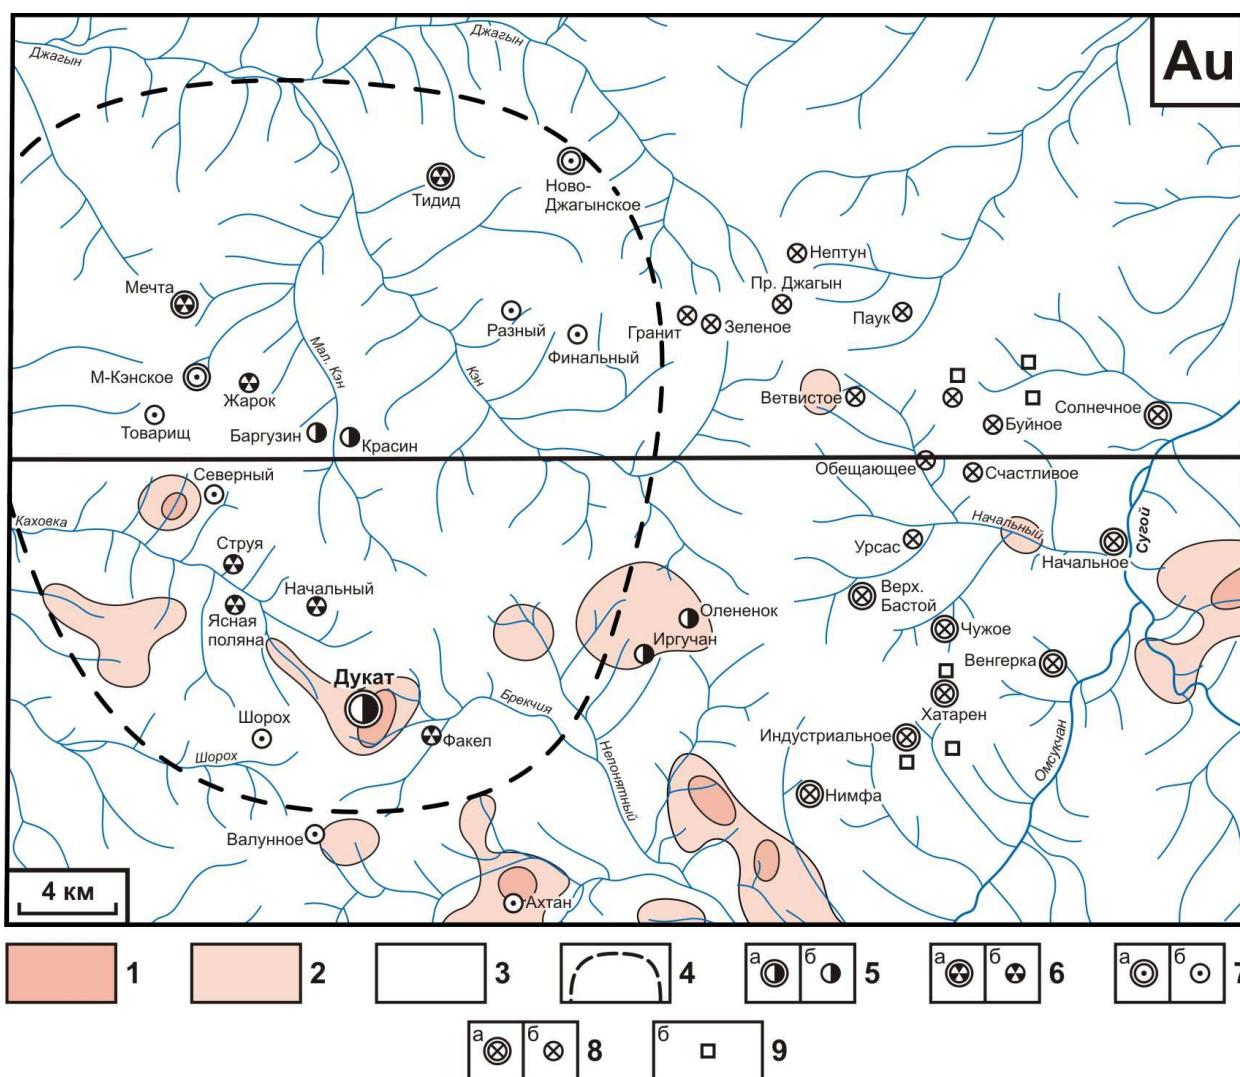 Джагын
Джагын
Au
Тидид
Ново-
Джагынское
Нептун
Мечта
Пр. Джагын
Разный
Гранит
Зеленое
Паук
Финальный
Мал. Кэн
Кэн
М-Кэнское
Жарок
Товарищ
Баргузин
Красин
Ветвистое
Буйное
Солнечное
Обещающее
Счастливое
Северный
Каховка
Струя
Начальный
Урсас
Начальное
Сугой
Начальный
Ясная
поляна
Верх.
Бастой
Олененок
Иргучан
Чужое
Венгерка
Дукат
Брекчия
Хатарен
Шорох
Факел
Индустриальное
Шорох
Непонятный
Омсукчан
Нимфа
Валунное
4 км
Ахтан
1
2
3
4
а
б
5
а
б
6
а
б
7
а
б
8
б
9